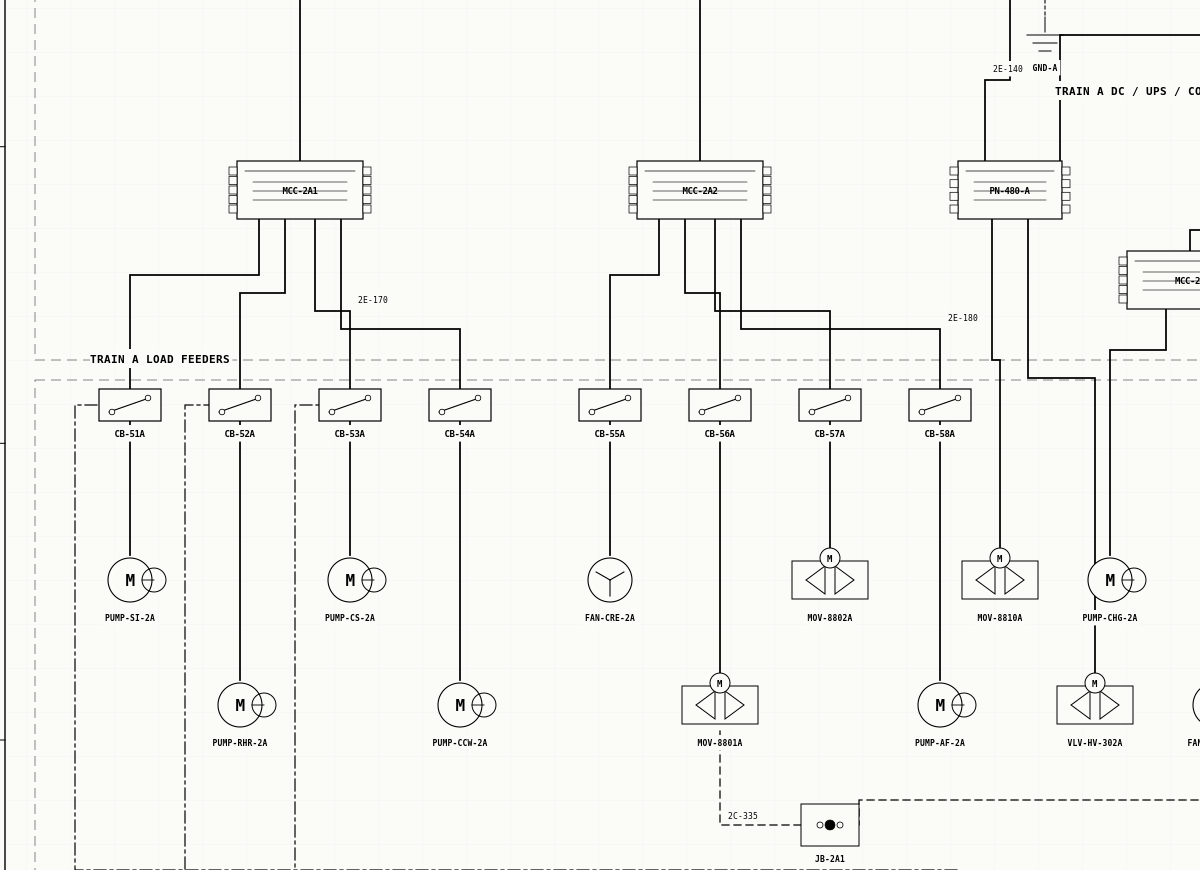 2E-140
GND-A
TRAIN A DC / UPS / CO
MCC-2A1
MCC-2A2
PN-480-A
MCC-2
2E-170
2E-180
TRAIN A LOAD FEEDERS
CB-51A
CB-52A
CB-53A
CB-54A
CB-55A
CB-56A
CB-57A
CB-58A
M
M
M
M
M
PUMP-SI-2A
PUMP-CS-2A
FAN-CRE-2A
MOV-8802A
MOV-8810A
PUMP-CHG-2A
M
M
M
M
M
PUMP-RHR-2A
PUMP-CCW-2A
MOV-8801A
PUMP-AF-2A
VLV-HV-302A
FAN
2C-335
JB-2A1